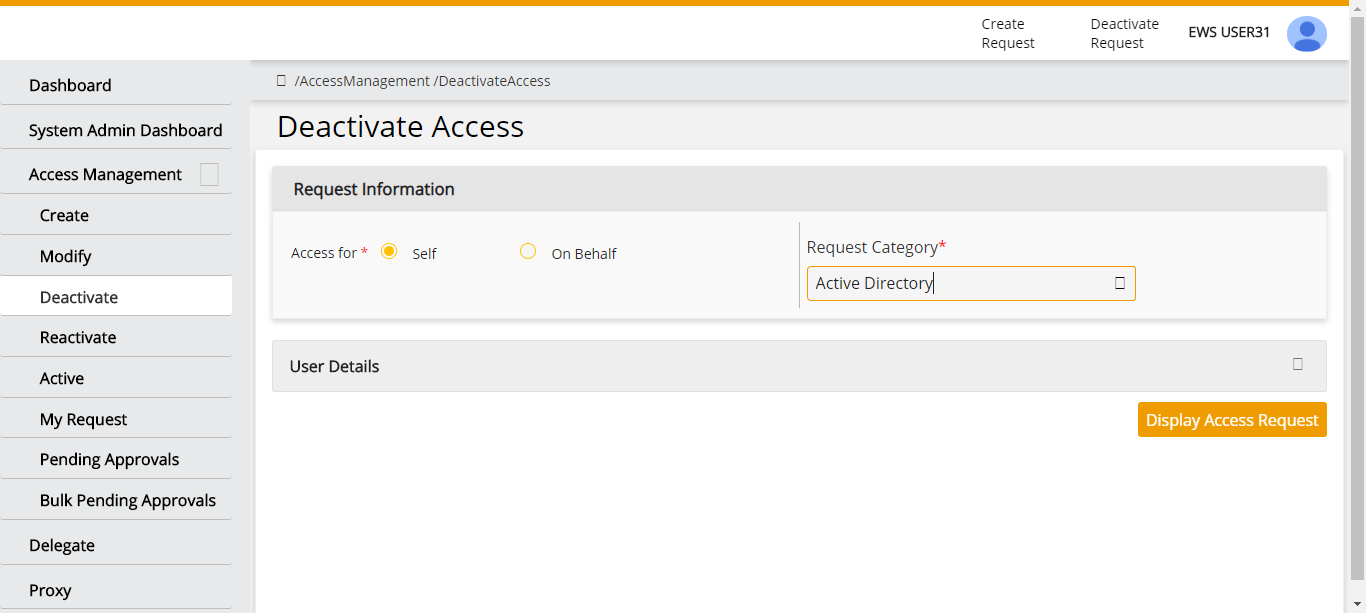 Create Request
Deactivate Request
EWS USER31
Dashboard
System Admin Dashboard
Access Management
Create
Modify
Deactivate
Reactivate
Active
My Request
Pending Approvals
Bulk Pending Approvals
Delegate
Proxy
/AccessManagement /DeactivateAccess
Deactivate Access
Request Information
Access for * Self On Behalf
Request Category*
Active Directory
User Details
Display Access Request